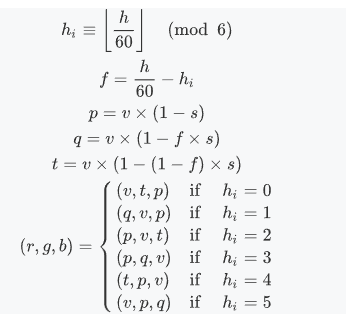 h_i ≡ ⌊h/60⌋ (mod 6)
f = h/60 − h_i
p = v × (1 − s)
q = v × (1 − f × s)
t = v × (1 − (1 − f) × s)
(r, g, b) = { (v, t, p) if h_i = 0
(q, v, p) if h_i = 1
(p, v, t) if h_i = 2
(p, q, v) if h_i = 3
(t, p, v) if h_i = 4
(v, p, q) if h_i = 5